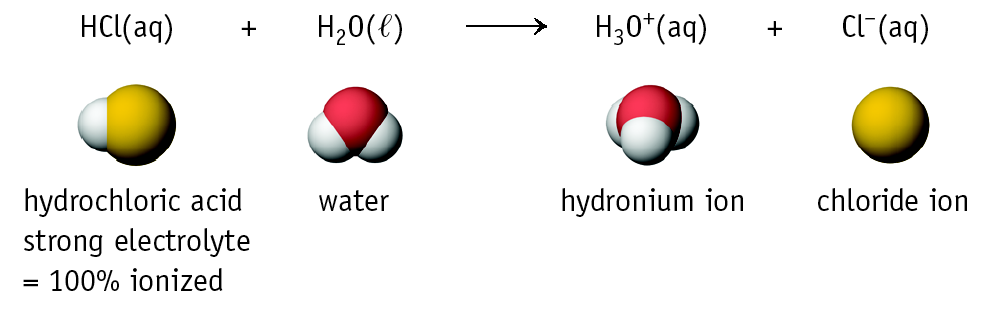 HCl(aq) + H₂O(ℓ) ⟶ H₃O⁺(aq) + Cl⁻(aq)
hydrochloric acid water hydronium ion chloride ion
strong electrolyte
= 100% ionized